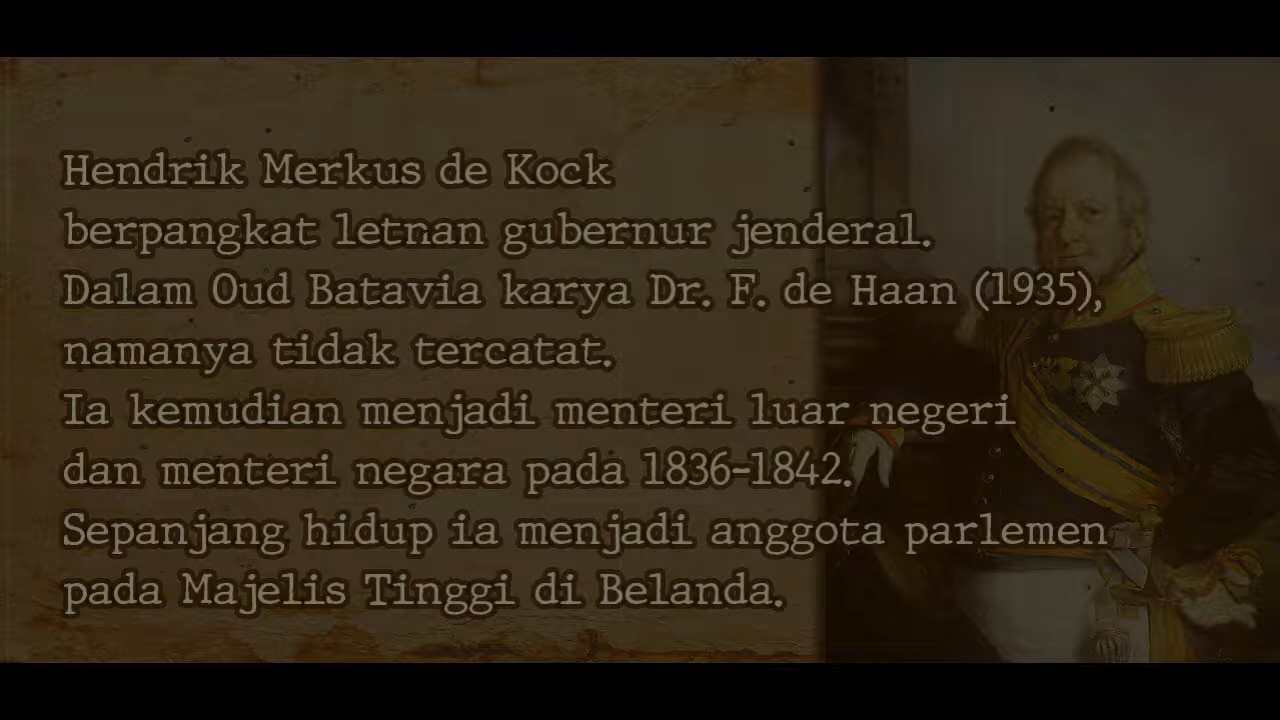 Hendrik Merkus de Kock
berpangkat letnan gubernur jenderal.
Dalam Oud Batavia karya Dr. F. de Haan (1935),
namanya tidak tercatat.
Ia kemudian menjadi menteri luar negeri
dan menteri negara pada 1836-1842.
Sepanjang hidup ia menjadi anggota parlemen
pada Majelis Tinggi di Belanda.